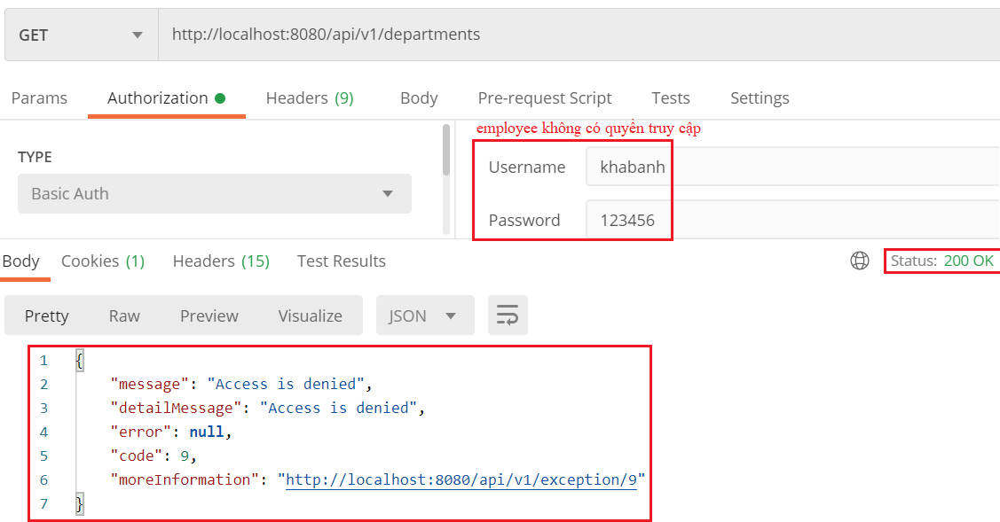 GET http://localhost:8080/api/v1/departments
Params Authorization Headers (9) Body Pre-request Script Tests Settings
employee không có quyền truy cập
TYPE
Basic Auth
Username khabanh
Password 123456
Body Cookies (1) Headers (15) Test Results Status: 200 OK
Pretty Raw Preview Visualize JSON
1 {
2 "message": "Access is denied",
3 "detailMessage": "Access is denied",
4 "error": null,
5 "code": 9,
6 "moreInformation": "http://localhost:8080/api/v1/exception/9"
7 }